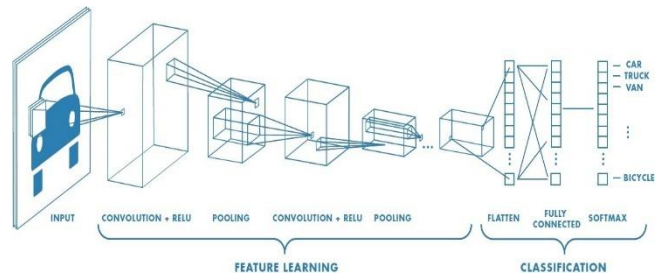 CAR
TRUCK
VAN
BICYCLE
INPUT
CONVOLUTION + RELU
POOLING
CONVOLUTION + RELU
POOLING
FLATTEN
FULLY
CONNECTED
SOFTMAX
FEATURE LEARNING
CLASSIFICATION